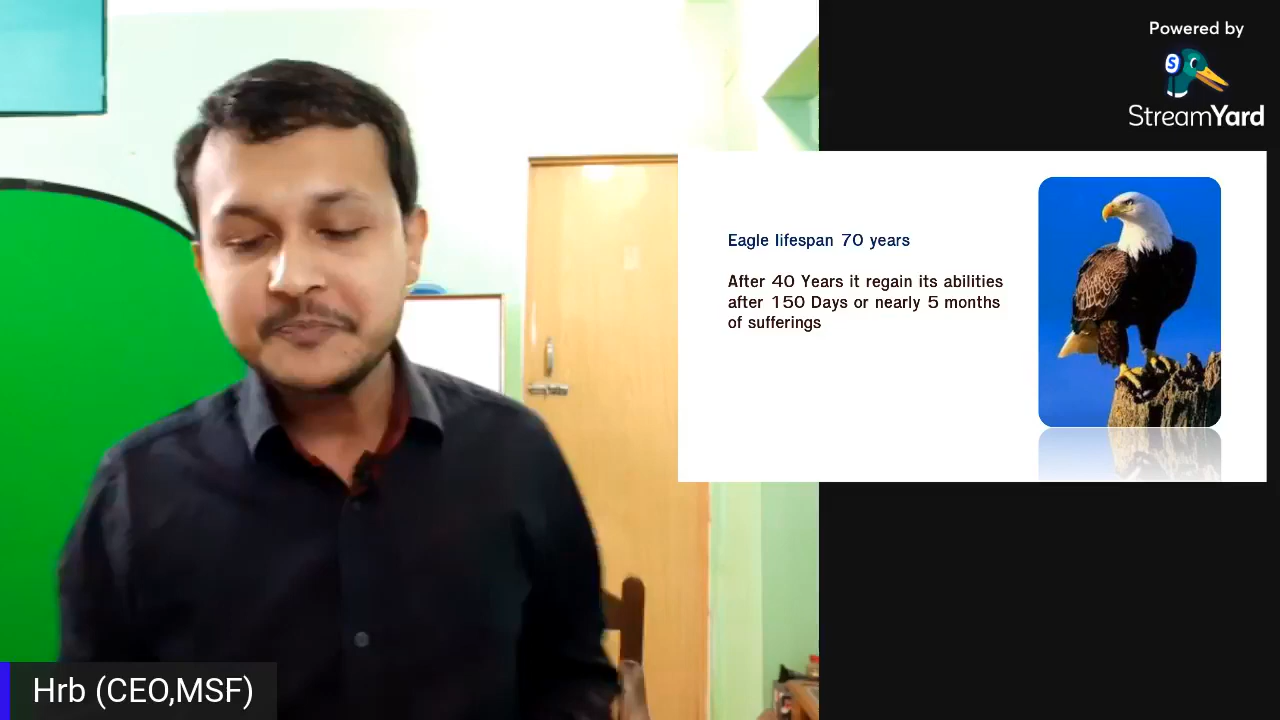 Powered by
S
StreamYard
Eagle lifespan 70 years
After 40 Years it regain its abilities
after 150 Days or nearly 5 months
of sufferings
Hrb (CEO,MSF)